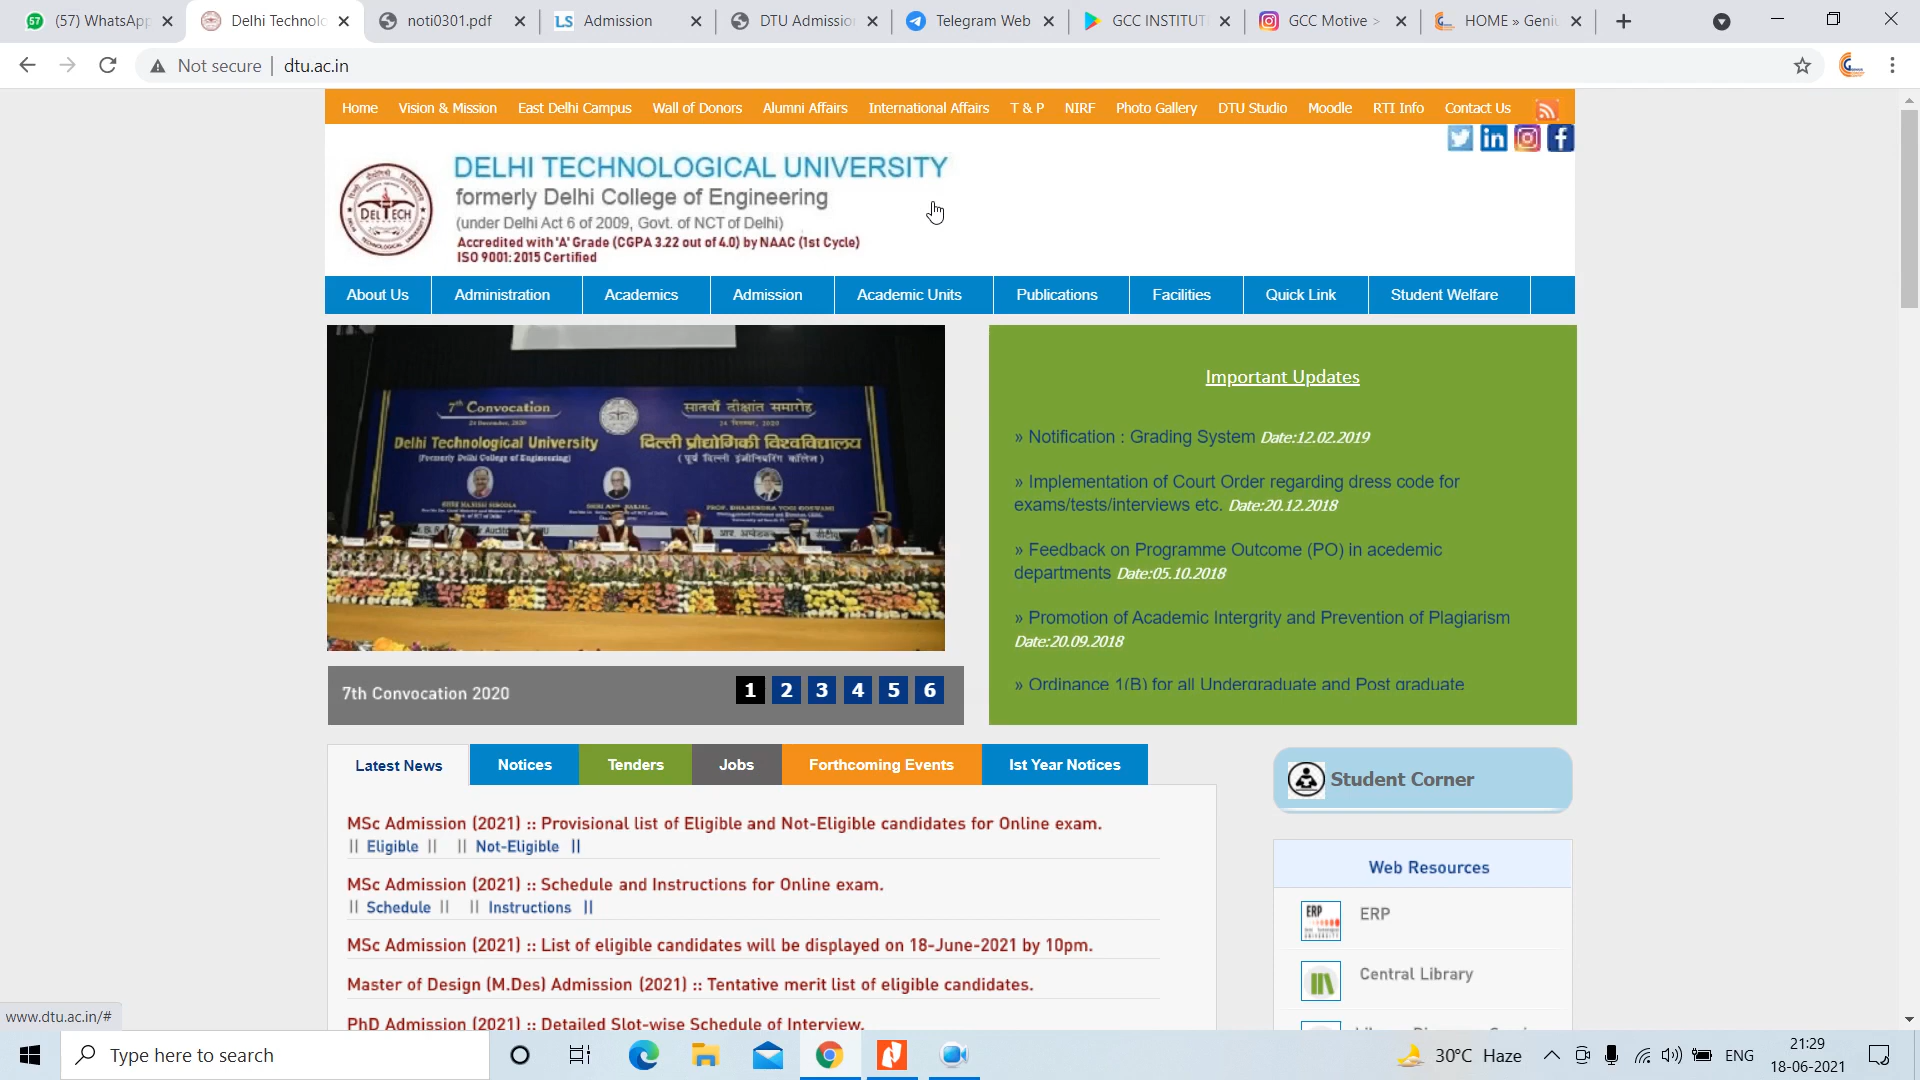 (57) WhatsApp
Delhi Technolo
noti0301.pdf
LS Admission
DTU Admissio
Telegram Web
GCC INSTITUT
GCC Motive >
HOME » Geni
Not secure
dtu.ac.in
Home Vision & Mission East Delhi Campus Wall of Donors Alumni Affairs International Affairs T & P NIRF Photo Gallery DTU Studio Moodle RTI Info Contact Us
DELHI TECHNOLOGICAL UNIVERSITY
formerly Delhi College of Engineering
(under Delhi Act 6 of 2009, Govt. of NCT of Delhi)
Accredited with 'A' Grade (CGPA 3.22 out of 4.0) by NAAC (1st Cycle)
ISO 9001:2015 Certified
DELTECH
About Us Administration Academics Admission Academic Units Publications Facilities Quick Link Student Welfare
7th Convocation
सातवाँ दीक्षांत समारोह
Delhi Technological University
दिल्ली प्रौद्योगिकी विश्वविद्यालय
(Formerly Delhi College of Engineering)
7th Convocation 2020
1 2 3 4 5 6
Important Updates
» Notification : Grading System Date:12.02.2019
» Implementation of Court Order regarding dress code for
exams/tests/interviews etc. Date:20.12.2018
» Feedback on Programme Outcome (PO) in acedemic
departments Date:05.10.2018
» Promotion of Academic Intergrity and Prevention of Plagiarism
Date:20.09.2018
» Ordinance 1(B) for all Undergraduate and Post graduate
Latest News Notices Tenders Jobs Forthcoming Events Ist Year Notices
MSc Admission (2021) :: Provisional list of Eligible and Not-Eligible candidates for Online exam.
|| Eligible || || Not-Eligible ||
MSc Admission (2021) :: Schedule and Instructions for Online exam.
|| Schedule || || Instructions ||
MSc Admission (2021) :: List of eligible candidates will be displayed on 18-June-2021 by 10pm.
Master of Design (M.Des) Admission (2021) :: Tentative merit list of eligible candidates.
PhD Admission (2021) :: Detailed Slot-wise Schedule of Interview.
Student Corner
Web Resources
ERP ERP
Central Library
www.dtu.ac.in/#
Type here to search
30°C Haze
ENG
21:29
18-06-2021